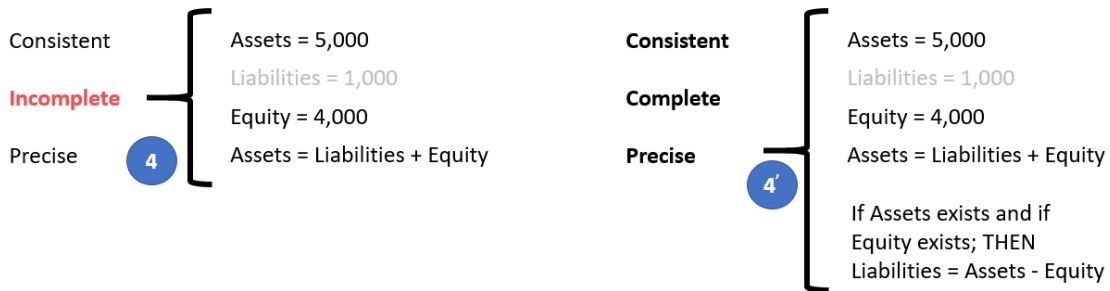 Consistent
Incomplete
Precise
4
Assets = 5,000
Liabilities = 1,000
Equity = 4,000
Assets = Liabilities + Equity
Consistent
Complete
Precise
4’
Assets = 5,000
Liabilities = 1,000
Equity = 4,000
Assets = Liabilities + Equity
If Assets exists and if
Equity exists; THEN
Liabilities = Assets - Equity